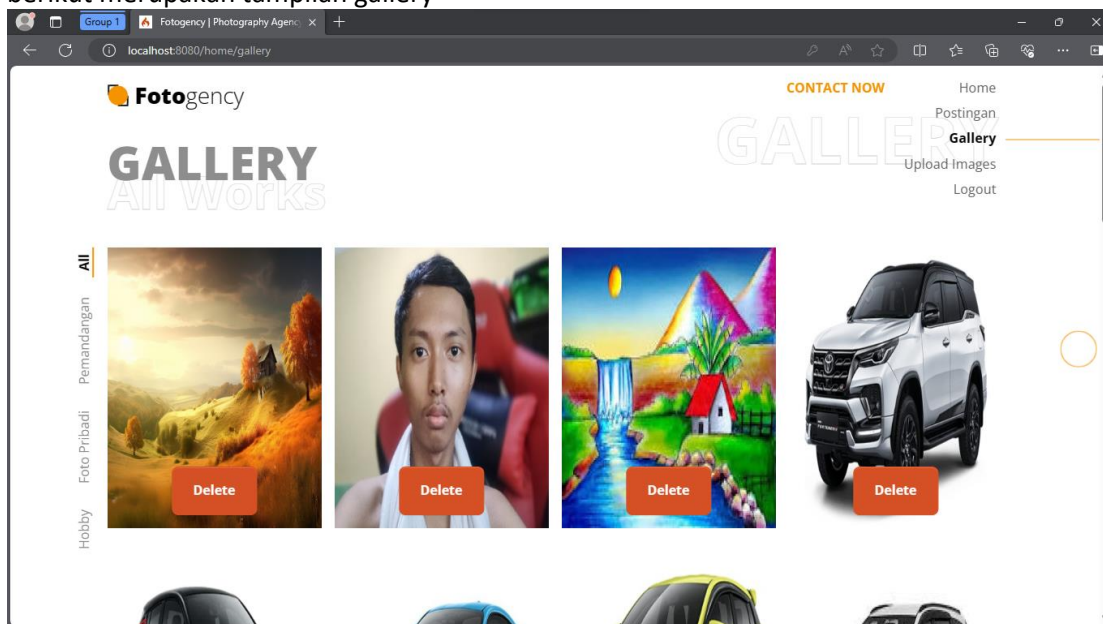 berikut merupakan tampilan gallery
Group 1
Fotogency | Photography Agenc
localhost:8080/home/gallery
Fotogency
CONTACT NOW
Home
Postingan
Gallery
Upload Images
Logout
GALLERY
GALLERY
All Works
All
Pemandangan
Foto Pribadi
Hobby
Delete
Delete
Delete
Delete